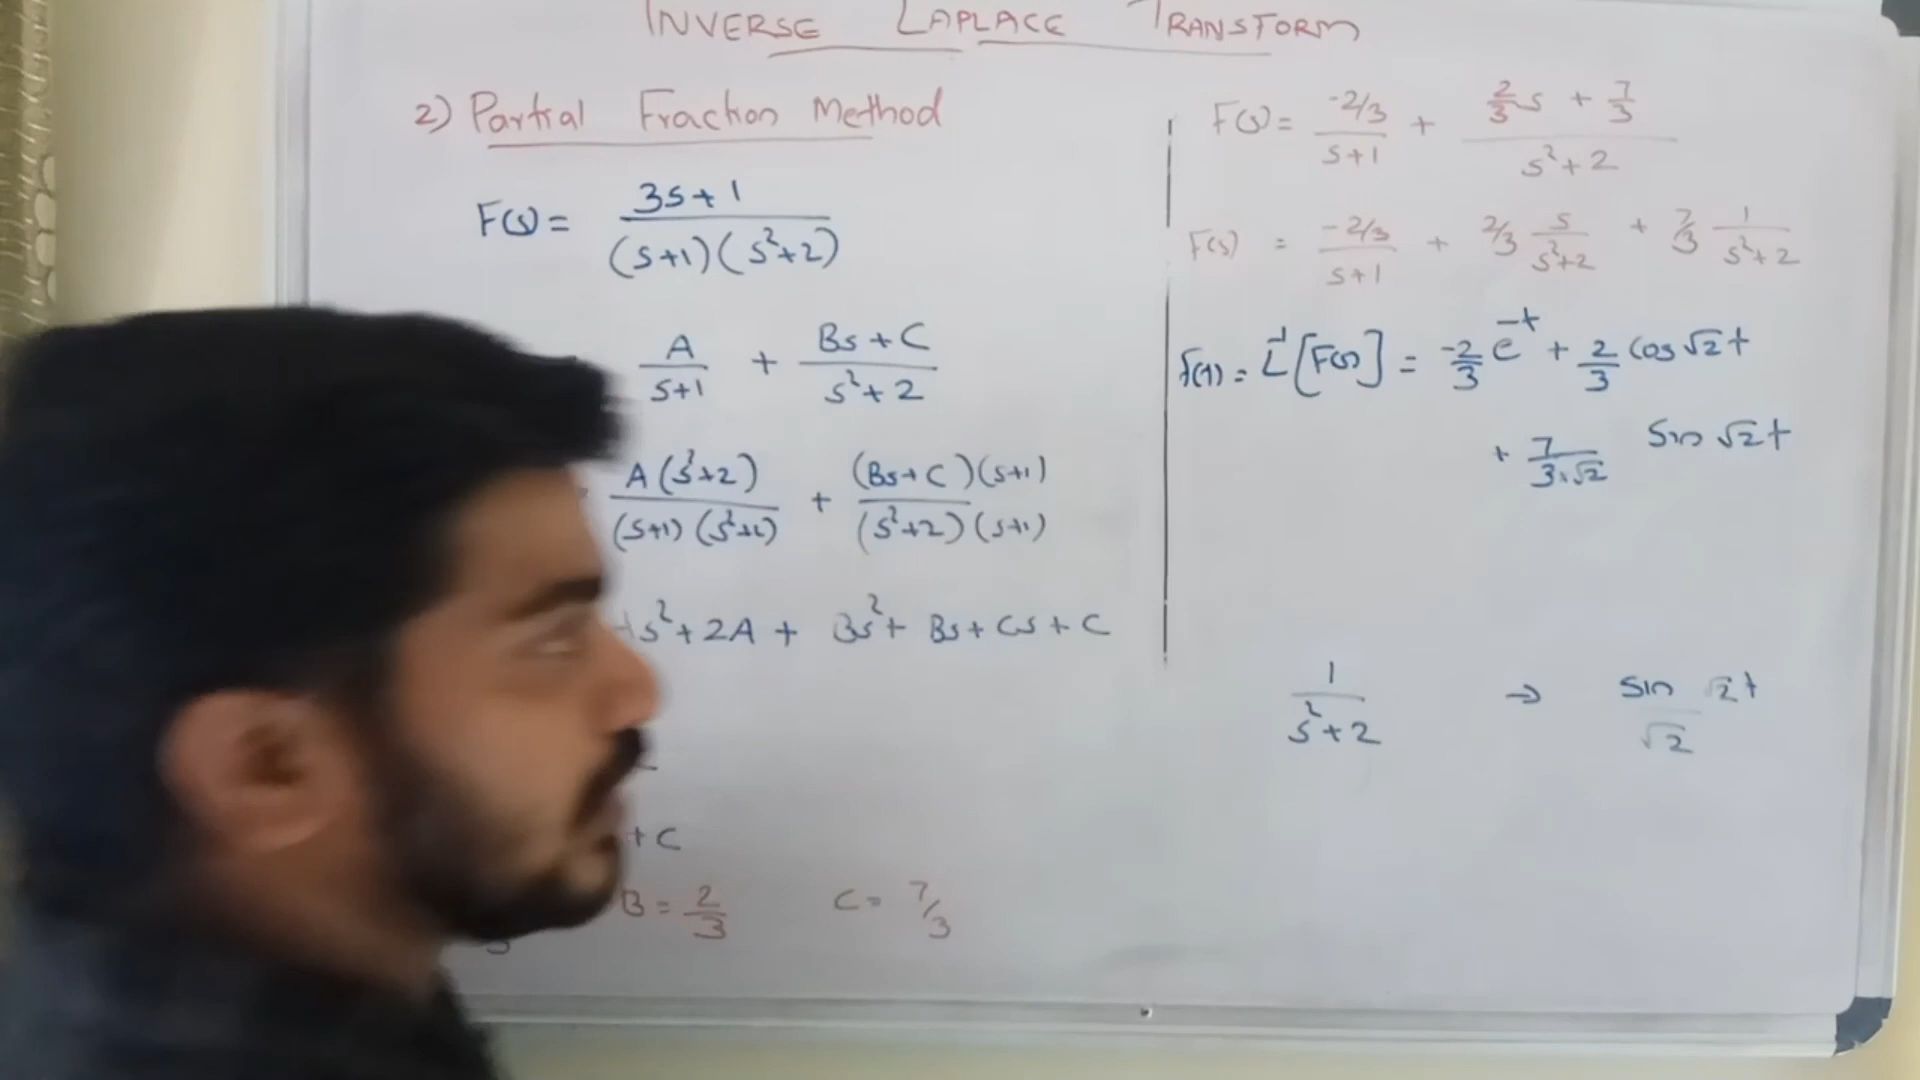 INVERSE LAPLACE TRANSFORM
2) Partial Fraction Method
F(s) = 3s+1 / (s+1)(s²+2)
A / s+1 + Bs+C / s²+2
A(s²+2) / (s+1)(s²+2) + (Bs+C)(s+1) / (s²+2)(s+1)
s² + 2A + Bs² + Bs + Cs + C
+ C
B = 2/3 C = 7/3
F(s) = -2/3 / s+1 + 2/3 s + 7/3 / s²+2
F(s) = -2/3 / s+1 + 2/3 s / s²+2 + 7/3 1 / s²+2
f(t) = L⁻¹[F(s)] = -2/3 e^-t + 2/3 cos √2t
+ 7 / 3·√2 Sin √2t
1 / s²+2 → sin √2t / √2